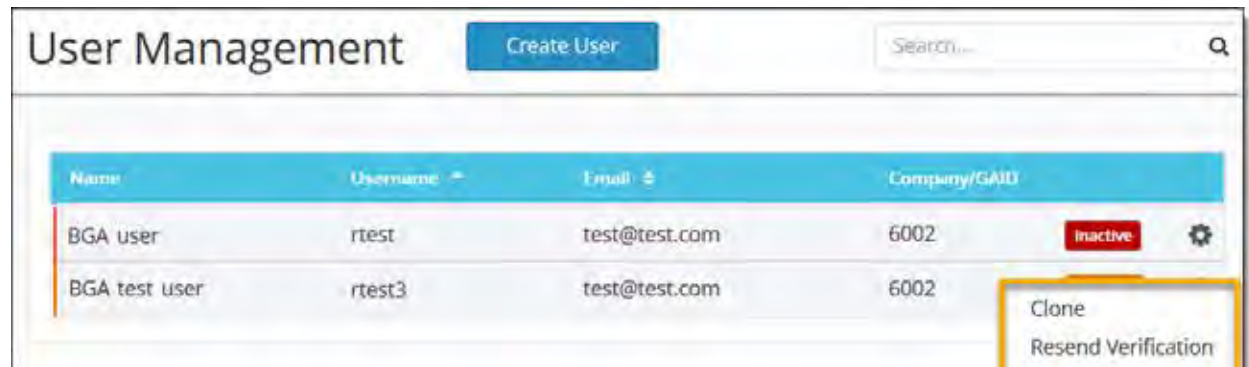 User Management Create User Search...
Name Username Email Company/GAID
BGA user rtest test@test.com 6002 Inactive
BGA test user rtest3 test@test.com 6002
Clone
Resend Verification